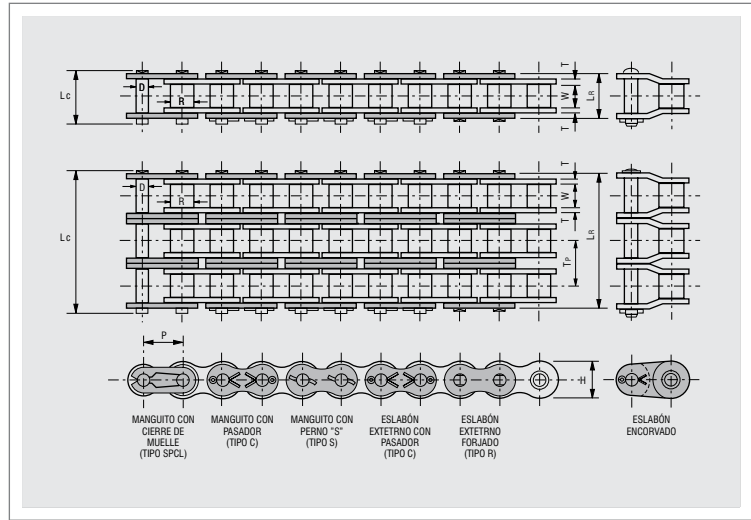 T
Lc
D
R
W
LR
T
T
D
W
R
T
Lc
TP
LR
P
H
MANGUITO CON
CIERRE DE
MUELLE
(TIPO SPCL)
MANGUITO CON
PASADOR
(TIPO C)
MANGUITO CON
PERNO "S"
(TIPO S)
ESLABÓN
EXTETRNO CON
PASADOR
(TIPO C)
ESLABÓN
EXTETRNO
FORJADO
(TIPO R)
ESLABÓN
ENCORVADO